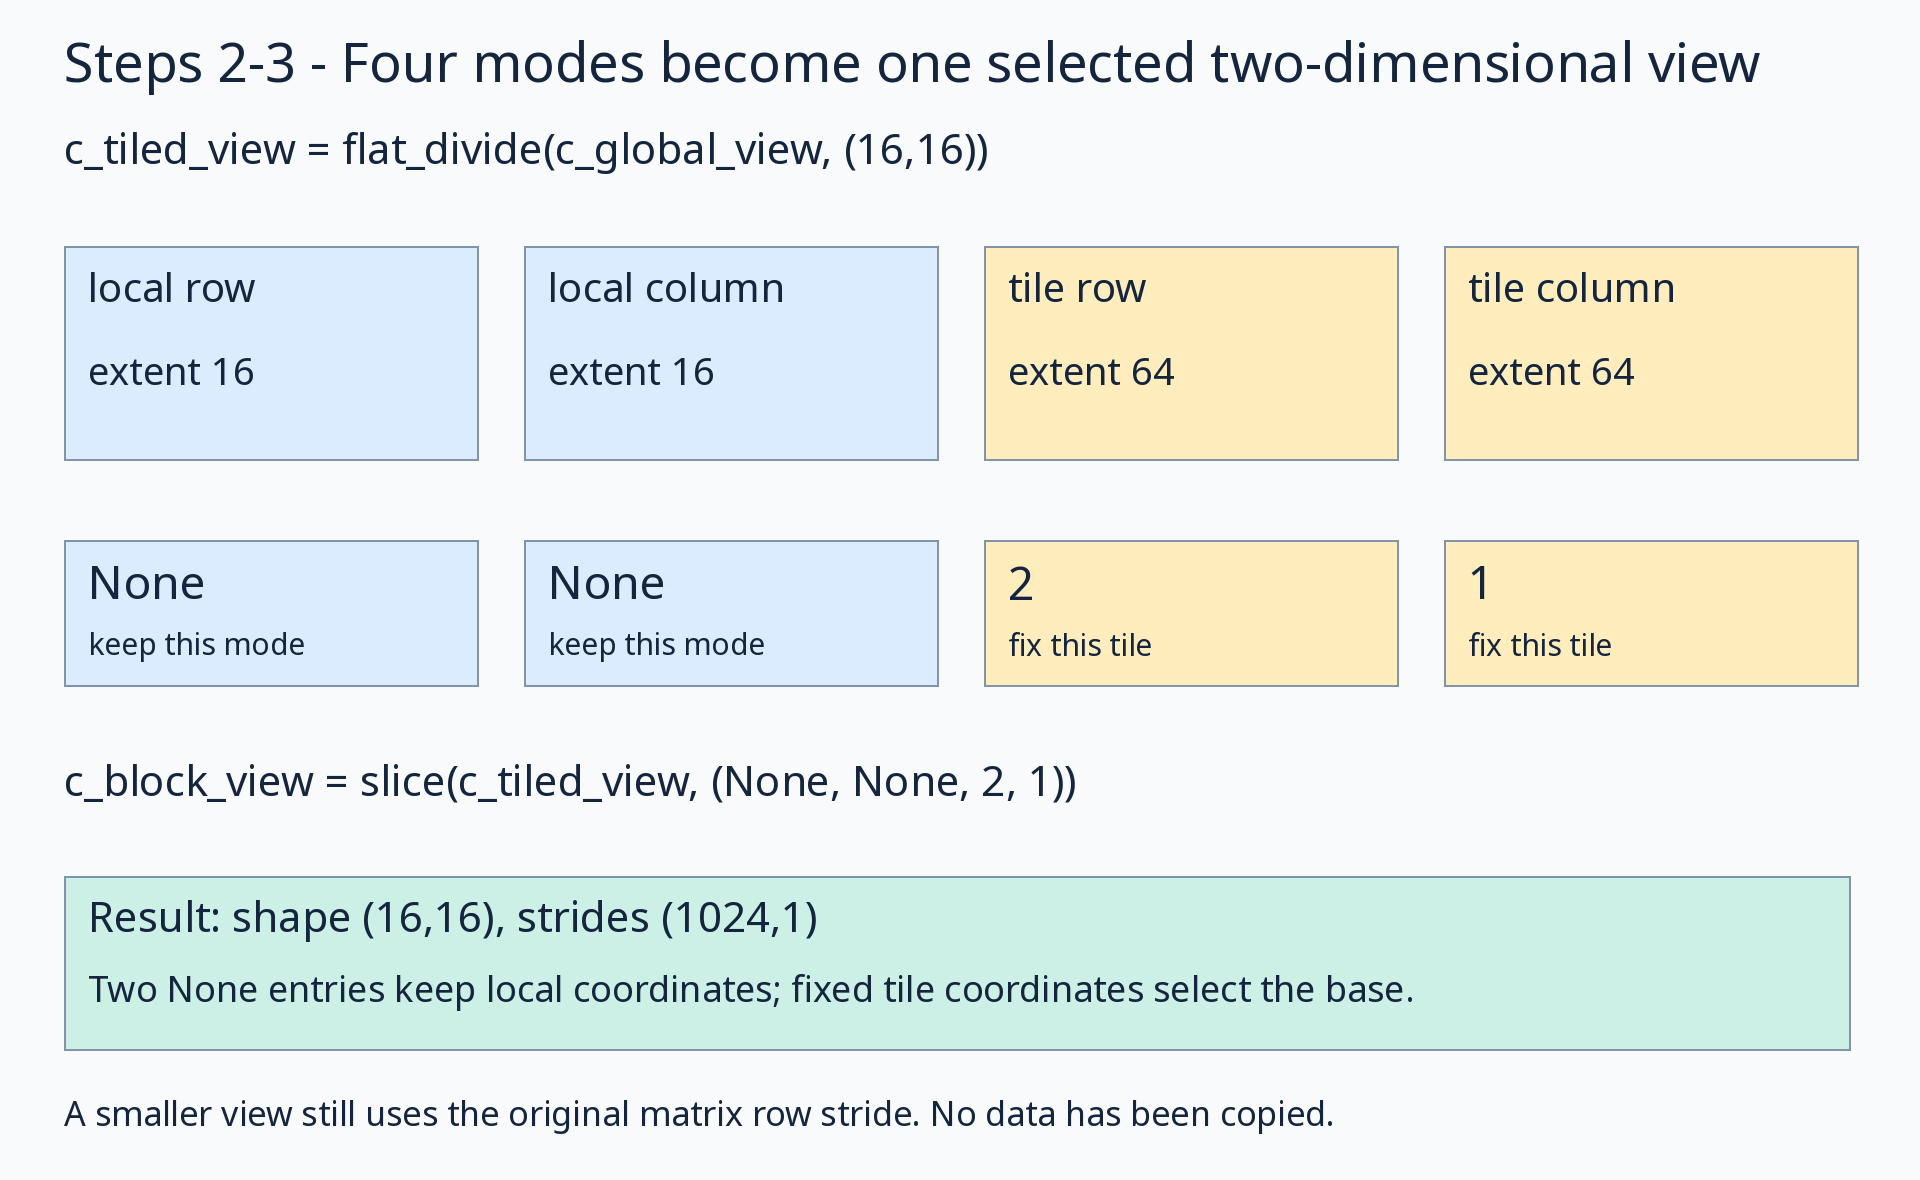 Steps 2-3 - Four modes become one selected two-dimensional view
c_tiled_view = flat_divide(c_global_view, (16,16))
local row
extent 16
local column
extent 16
tile row
extent 64
tile column
extent 64
None
keep this mode
None
keep this mode
2
fix this tile
1
fix this tile
c_block_view = slice(c_tiled_view, (None, None, 2, 1))
Result: shape (16,16), strides (1024,1)
Two None entries keep local coordinates; fixed tile coordinates select the base.
A smaller view still uses the original matrix row stride. No data has been copied.